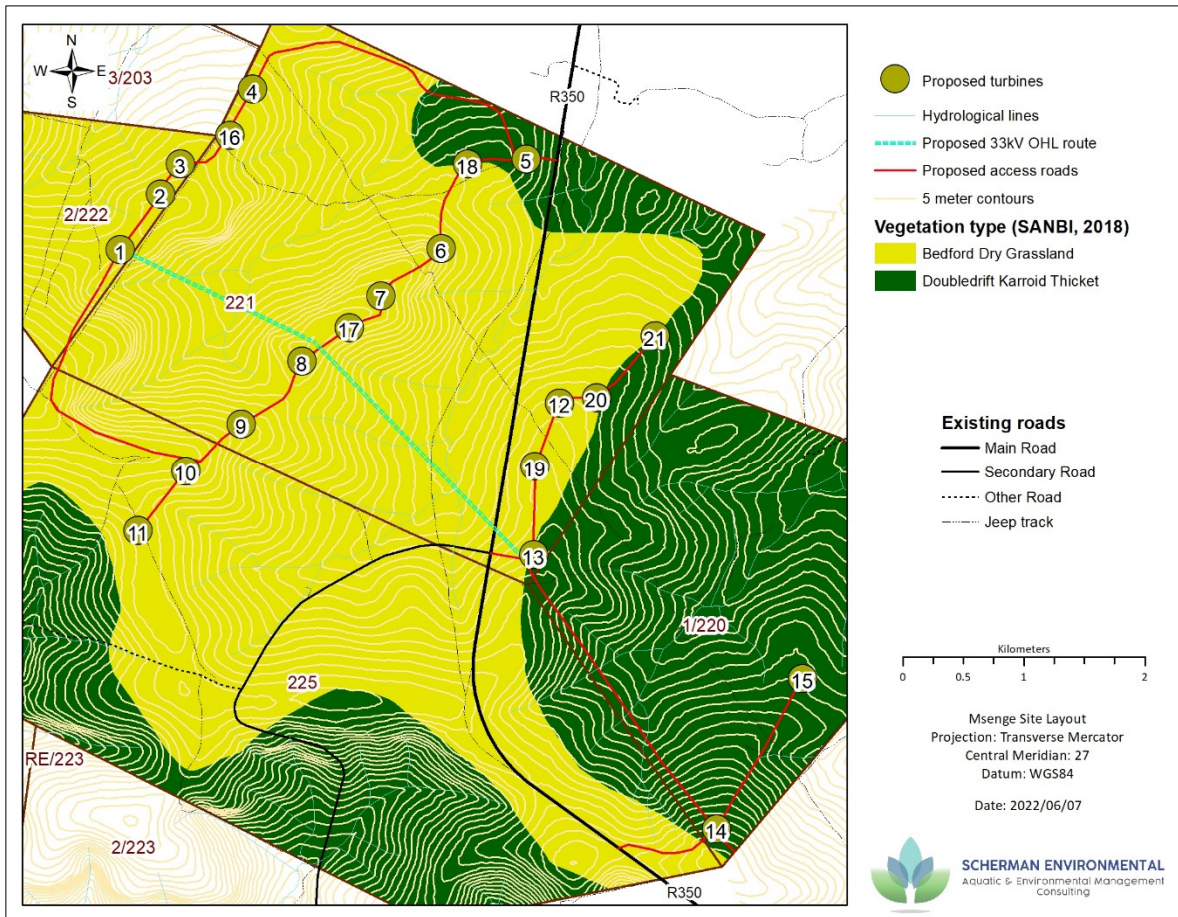 N
W E
S
3/203
4
R350
16
3
18
5
2
2/222
1
6
221
7
17
21
8
12
20
9
19
10
11
13
1/220
15
225
RE/223
14
2/223
R350
Proposed turbines
Hydrological lines
Proposed 33kV OHL route
Proposed access roads
5 meter contours
Vegetation type (SANBI, 2018)
Bedford Dry Grassland
Doubledrift Karroid Thicket
Existing roads
Main Road
Secondary Road
Other Road
Jeep track
Kilometers
0 0.5 1 2
Msenge Site Layout
Projection: Transverse Mercator
Central Meridian: 27
Datum: WGS84
Date: 2022/06/07
SCHERMAN ENVIRONMENTAL
Aquatic & Environmental Management
Consulting